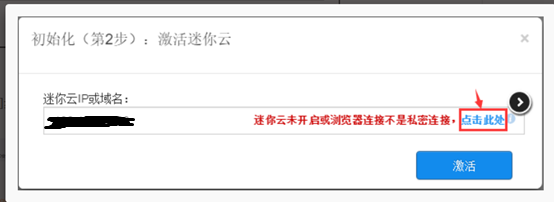 初始化（第2步）：激活迷你云
×
迷你云IP或域名：
迷你云未开启或浏览器连接不是私密连接，点击此处
激活